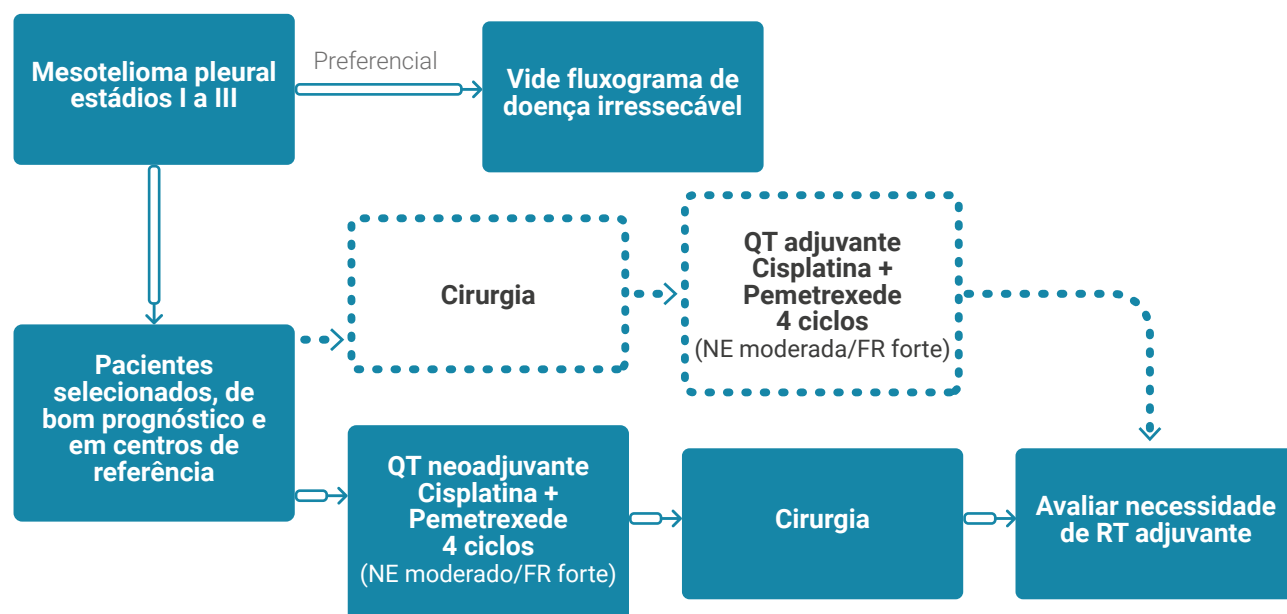 Mesotelioma pleural
estádios I a III
Preferencial
Vide fluxograma de
doença irressecável
Cirurgia
QT adjuvante
Cisplatina +
Pemetrexede
4 ciclos
(NE moderada/FR forte)
Pacientes
selecionados, de
bom prognóstico e
em centros de
referência
QT neoadjuvante
Cisplatina +
Pemetrexede
4 ciclos
(NE moderado/FR forte)
Cirurgia
Avaliar necessidade
de RT adjuvante